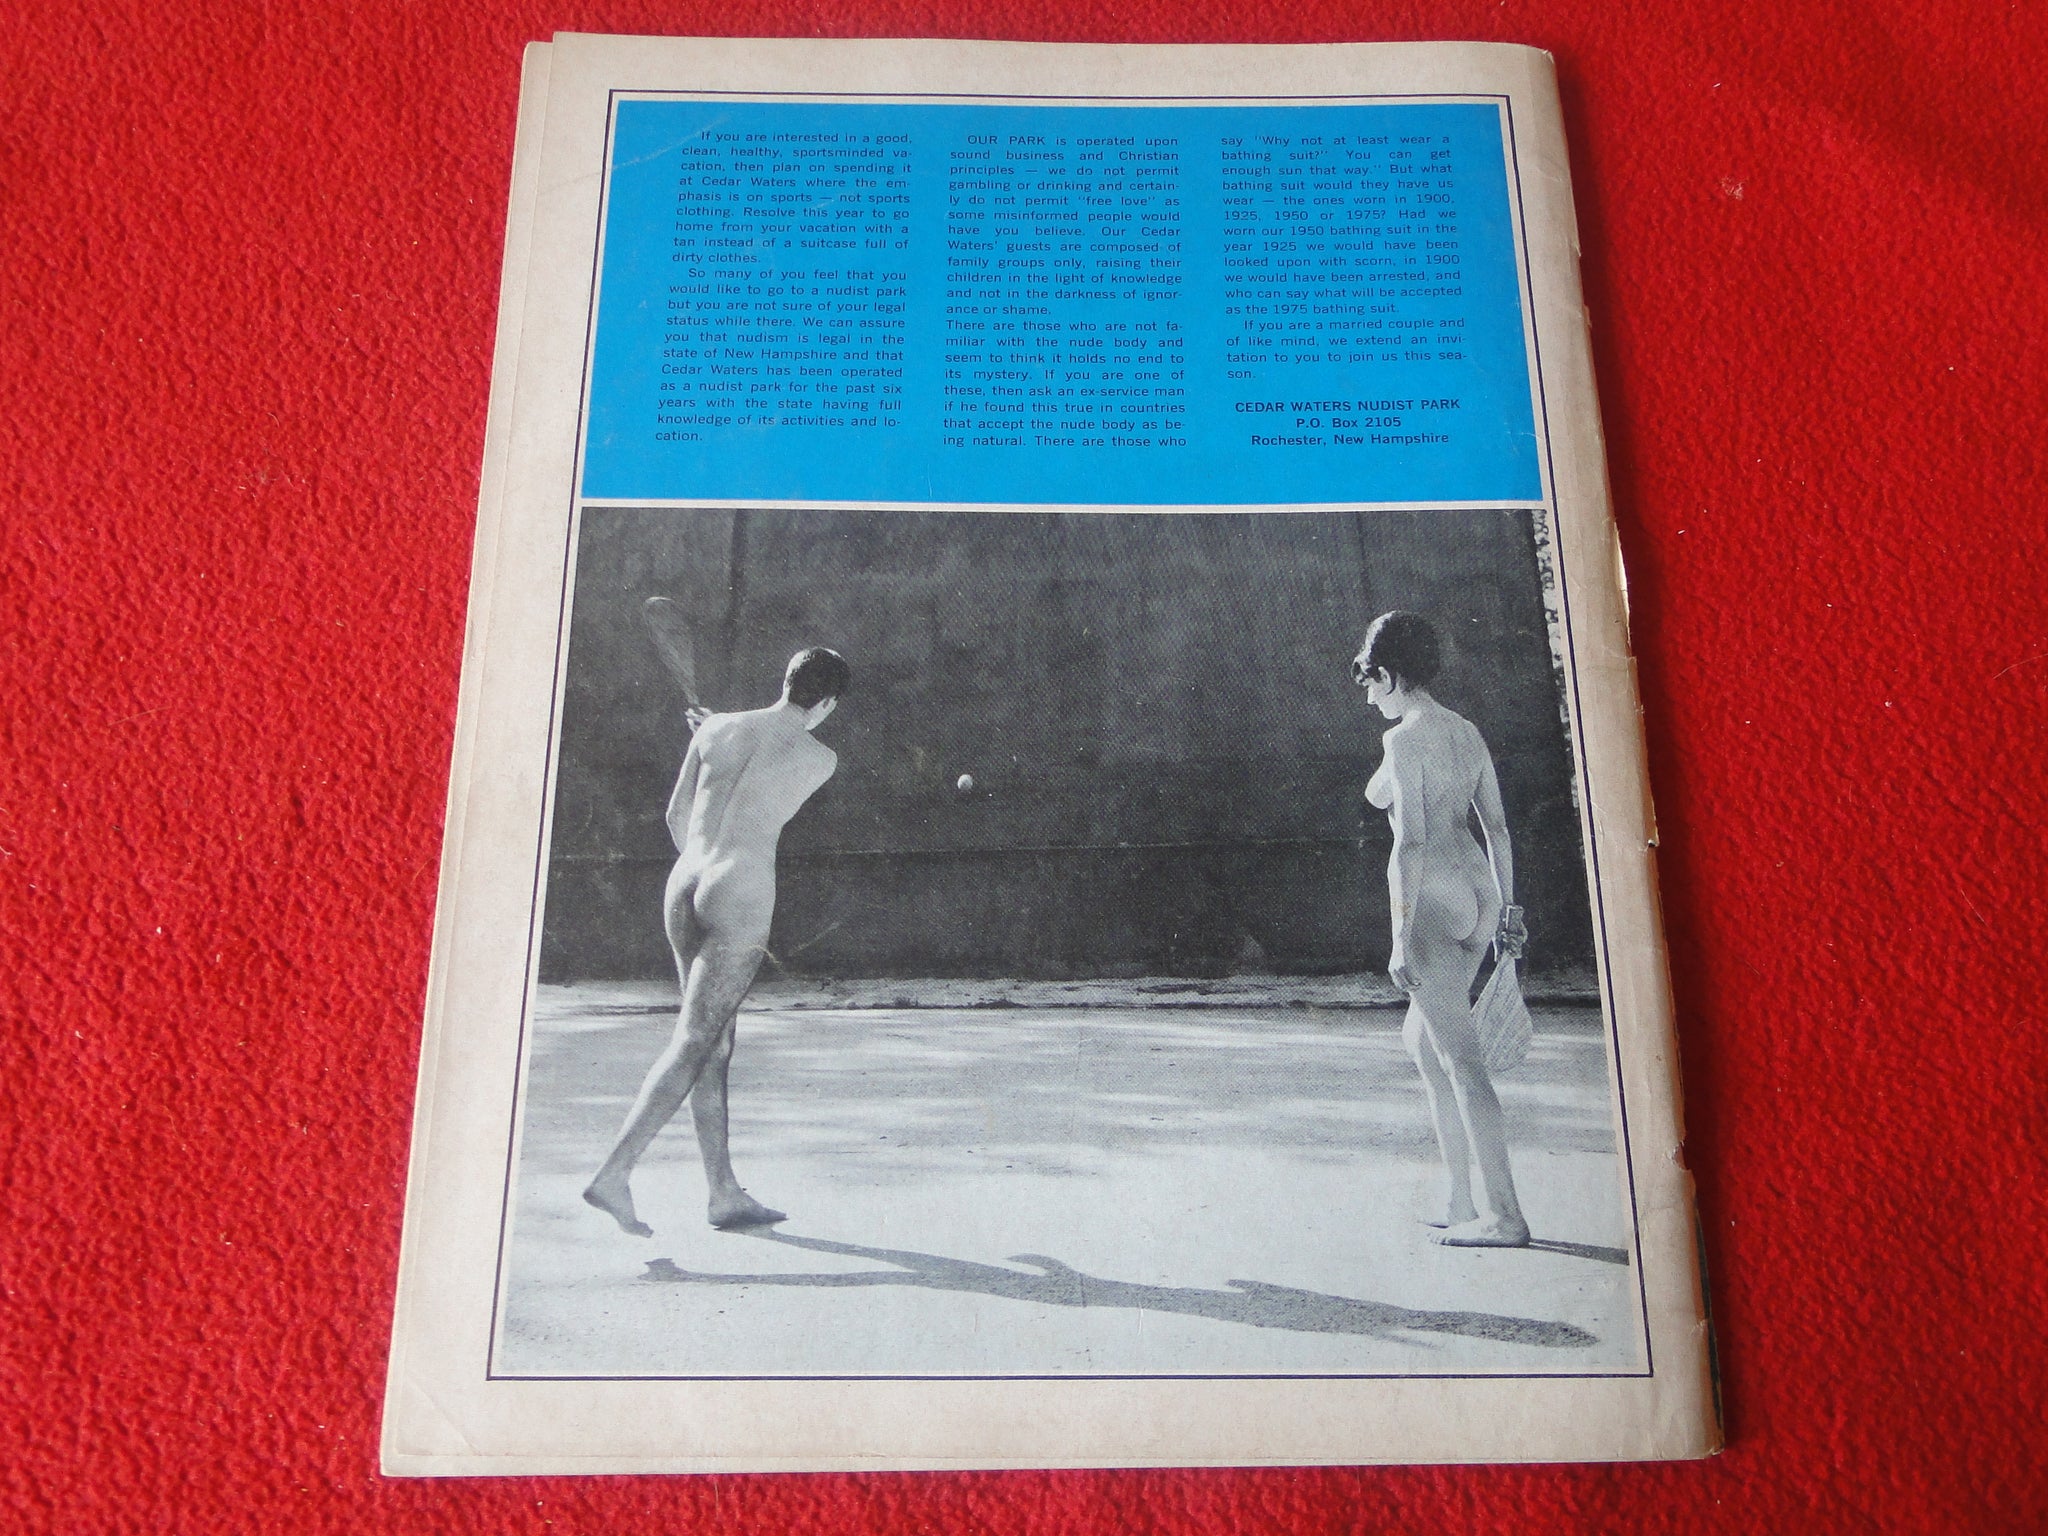 If you are interested in a good,
clean, healthy, sportsminded va-
cation, then plan on spending it
at Cedar Waters where the em-
phasis is on sports — not sports
clothing. Resolve this year to go
home from your vacation with a
tan instead of a suitcase full of
dirty clothes.
So many of you feel that you
would like to go to a nudist park
but you are not sure of your legal
status while there. We can assure
you that nudism is legal in the
state of New Hampshire and that
Cedar Waters has been operated
as a nudist park for the past six
years with the state having full
knowledge of its activities and lo-
cation.
OUR PARK is operated upon
sound business and Christian
principles — we do not permit
gambling or drinking and certain-
ly do not permit "free love" as
some misinformed people would
have you believe. Our Cedar
Waters' guests are composed of
family groups only, raising their
children in the light of knowledge
and not in the darkness of ignor-
ance or shame.
There are those who are not fa-
miliar with the nude body and
seem to think it holds no end to
its mystery. If you are one of
these, then ask an ex-service man
if he found this true in countries
that accept the nude body as be-
ing natural. There are those who
say "Why not at least wear a
bathing suit?" You can get
enough sun that way." But what
bathing suit would they have us
wear — the ones worn in 1900,
1925, 1950 or 1975? Had we
worn our 1950 bathing suit in the
year 1925 we would have been
looked upon with scorn, in 1900
we would have been arrested, and
who can say what will be accepted
as the 1975 bathing suit.
If you are a married couple and
of like mind, we extend an invi-
tation to you to join us this sea-
son.
CEDAR WATERS NUDIST PARK
P.O. Box 2105
Rochester, New Hampshire